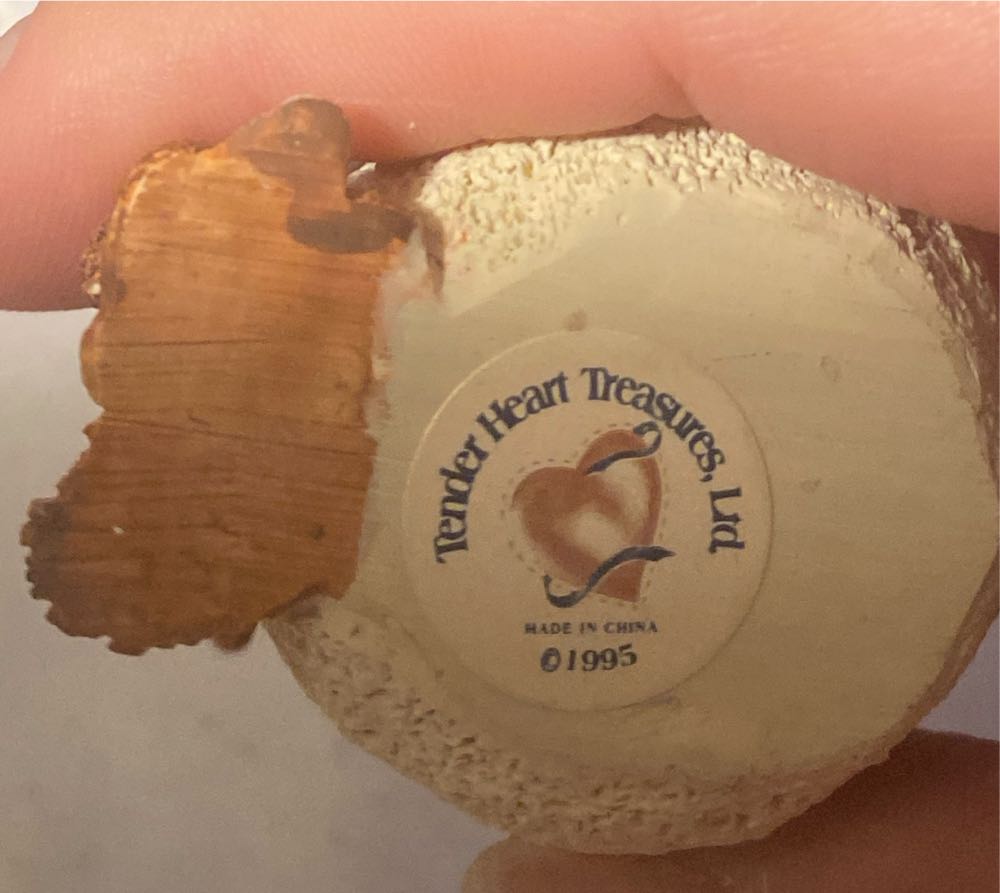 Tender Heart Treasures, Ltd.
MADE IN CHINA
©1995